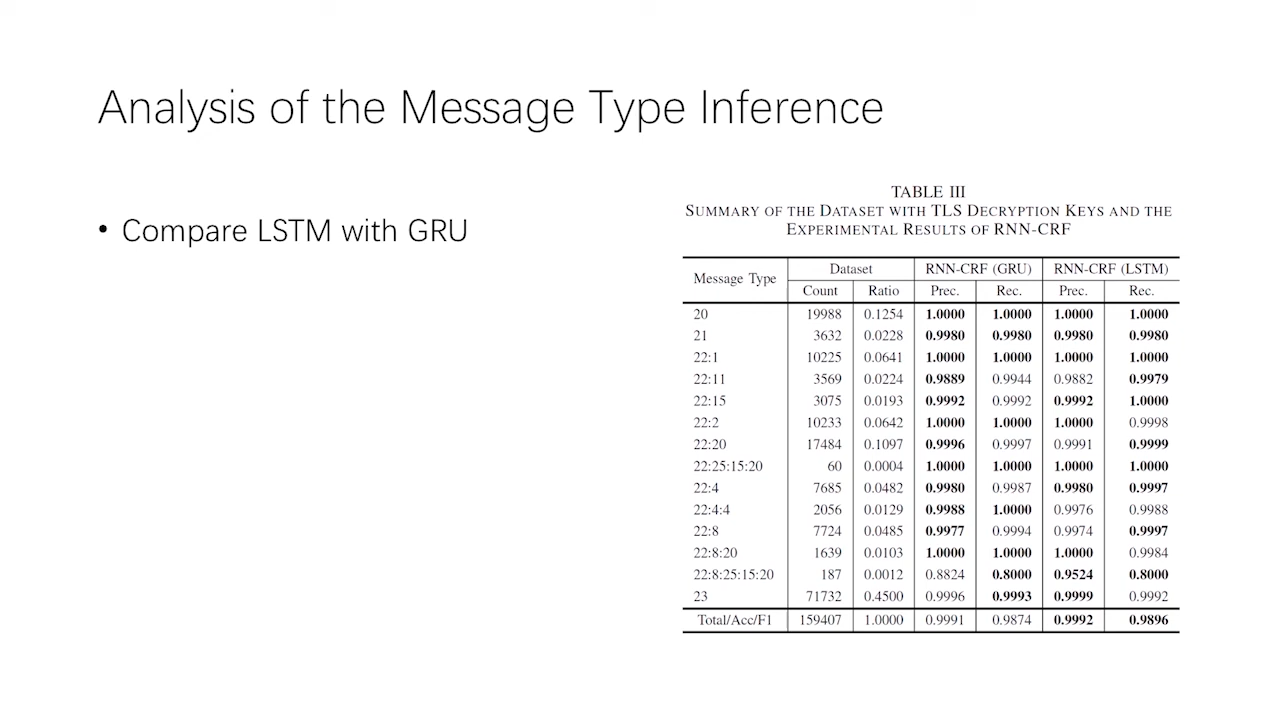 Analysis of the Message Type Inference
• Compare LSTM with GRU
TABLE III
SUMMARY OF THE DATASET WITH TLS DECRYPTION KEYS AND THE
EXPERIMENTAL RESULTS OF RNN-CRF
Message Type Dataset RNN-CRF (GRU) RNN-CRF (LSTM)
Count Ratio Prec. Rec. Prec. Rec.
20 19988 0.1254 1.0000 1.0000 1.0000 1.0000
21 3632 0.0228 0.9980 0.9980 0.9980 0.9980
22:1 10225 0.0641 1.0000 1.0000 1.0000 1.0000
22:11 3569 0.0224 0.9889 0.9944 0.9882 0.9979
22:15 3075 0.0193 0.9992 0.9992 0.9992 1.0000
22:2 10233 0.0642 1.0000 1.0000 1.0000 0.9998
22:20 17484 0.1097 0.9996 0.9997 0.9991 0.9999
22:25:15:20 60 0.0004 1.0000 1.0000 1.0000 1.0000
22:4 7685 0.0482 0.9980 0.9987 0.9980 0.9997
22:4:4 2056 0.0129 0.9988 1.0000 0.9976 0.9988
22:8 7724 0.0485 0.9977 0.9994 0.9974 0.9997
22:8:20 1639 0.0103 1.0000 1.0000 1.0000 0.9984
22:8:25:15:20 187 0.0012 0.8824 0.8000 0.9524 0.8000
23 71732 0.4500 0.9996 0.9993 0.9999 0.9992
Total/Acc/F1 159407 1.0000 0.9991 0.9874 0.9992 0.9896